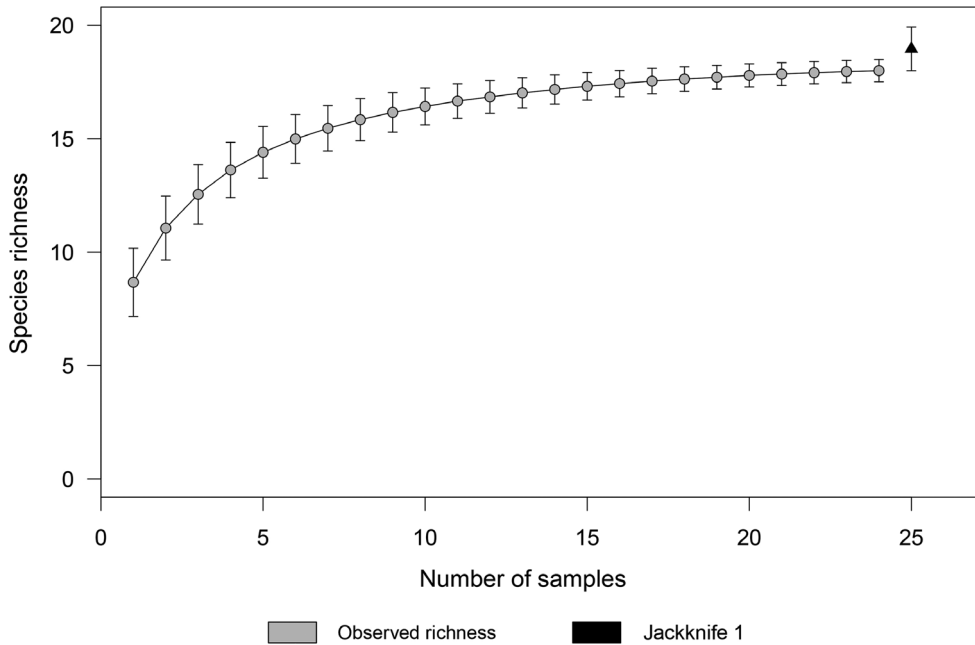 20
15
10
5
0
Species richness
0 5 10 15 20 25
Number of samples
Observed richness Jackknife 1